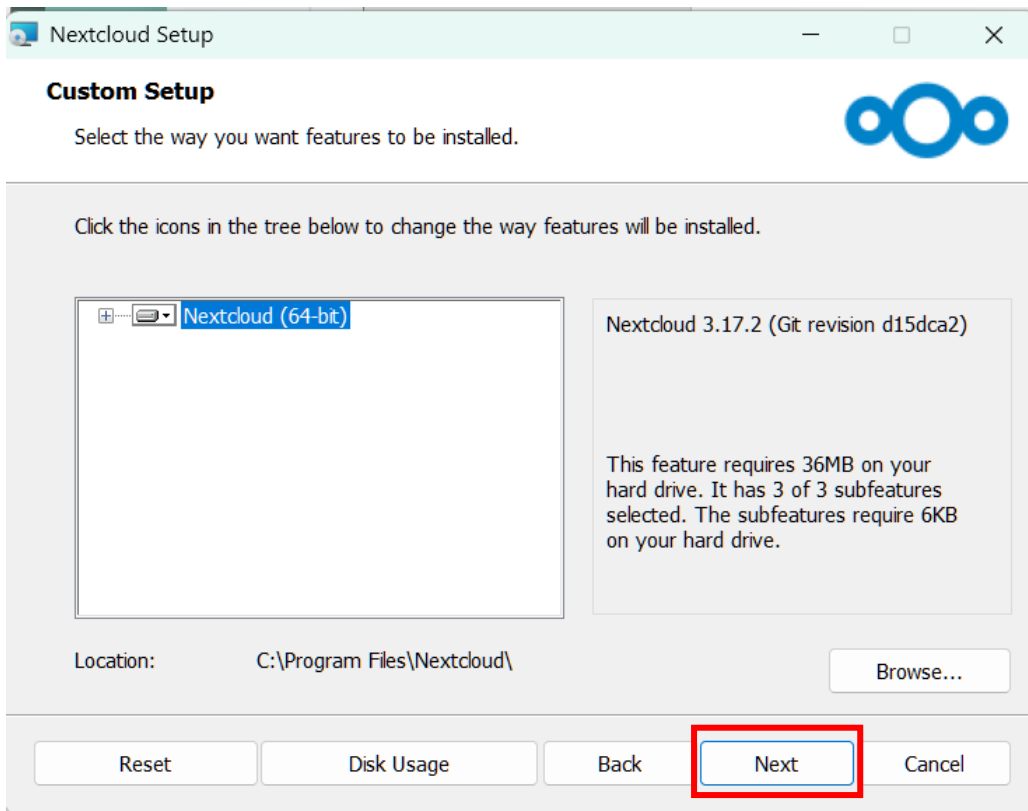 Nextcloud Setup
Custom Setup
Select the way you want features to be installed.
Click the icons in the tree below to change the way features will be installed.
Nextcloud (64-bit)
Nextcloud 3.17.2 (Git revision d15dca2)
This feature requires 36MB on your
hard drive. It has 3 of 3 subfeatures
selected. The subfeatures require 6KB
on your hard drive.
Location: C:\Program Files\Nextcloud\
Browse...
Reset Disk Usage Back Next Cancel